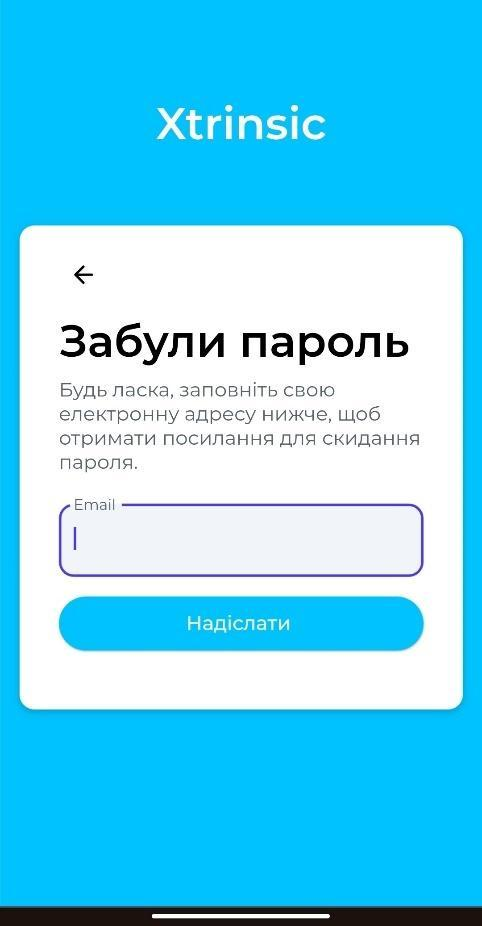 Xtrinsic
Забули пароль
Будь ласка, заповніть свою
електронну адресу нижче, щоб
отримати посилання для скидання
пароля.
Email
Надіслати